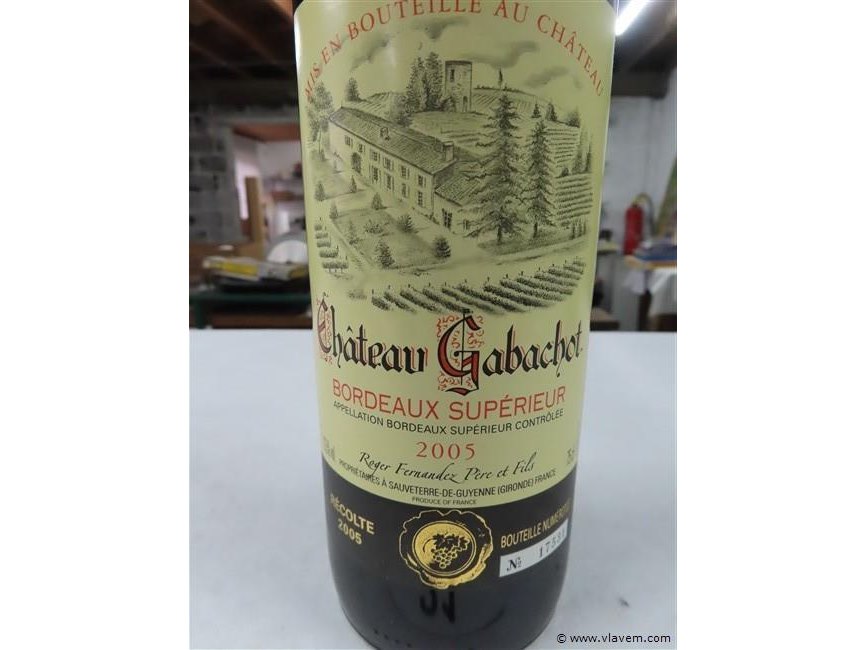 MIS EN BOUTEILLE AU CHÂTEAU
Château Gabachot
BORDEAUX SUPÉRIEUR
APPELLATION BORDEAUX SUPÉRIEUR CONTRÔLÉE
2005
Roger Fernandez Père et Fils
PROPRIÉTAIRES À SAUVETERRE-DE-GUYENNE (GIRONDE) FRANCE
PRODUCE OF FRANCE
RÉCOLTE
2005
BOUTEILLE
№
© www.vlavem.com